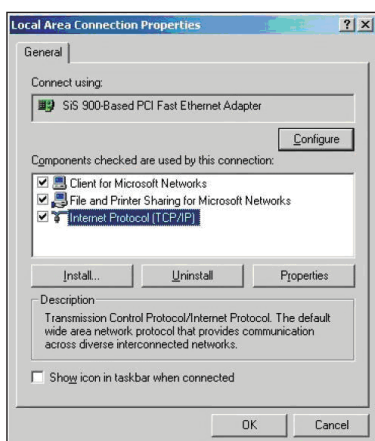 Local Area Connection Properties
General
Connect using:
SiS 900-Based PCI Fast Ethernet Adapter
Configure
Components checked are used by this connection:
Client for Microsoft Networks
File and Printer Sharing for Microsoft Networks
Internet Protocol (TCP/IP)
Install... Uninstall Properties
Description
Transmission Control Protocol/Internet Protocol. The default
wide area network protocol that provides communication
across diverse interconnected networks.
Show icon in taskbar when connected
OK Cancel